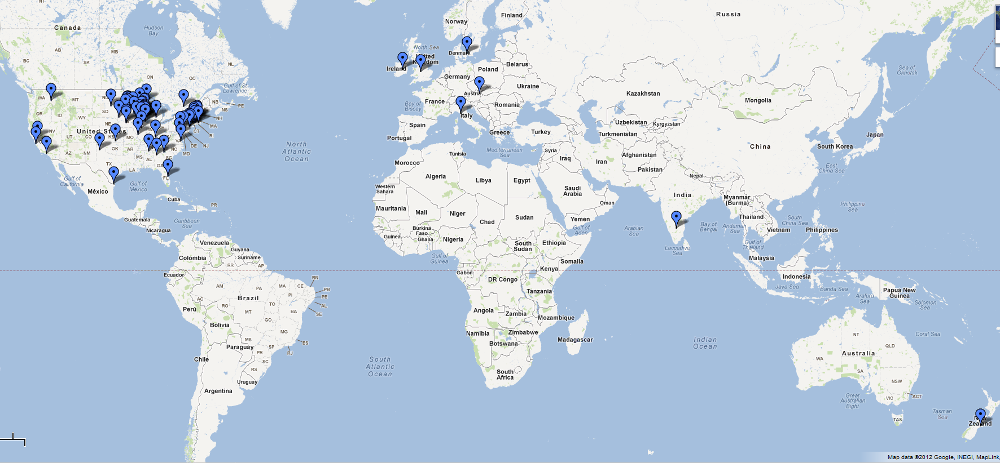 NT
Canada
Hudson
Bay
AB
MB
BC
SK
ON
QC
NL
Gulf of St
Lawrence
NB
PE
NS
NH
MA
RI
CT
NJ
DE
MD
WA
MT
ND
OR
ID
WY
SD
NE
NV
UT
CO
KS
MO
United States
AZ
NM
OK
AR
NC
SC
MS
AL
GA
TX
LA
FL
VA
Gulf of
California
Gulf of
Mexico
México
Cuba
PR
Guatemala
Caribbean
Sea
Nicaragua
Venezuela
Guyana
Suriname
Colombia
RR
AP
Ecuador
AM
PA
MA
CE
RN
PB
PE
AL
SE
PI
TO
BA
AC
RO
MT
Brazil
Perú
GO
Bolivia
MG
ES
MS
SP
RJ
Paraguay
PR
SC
RS
Chile
Uruguay
Argentina
North
Atlantic
Ocean
South
Atlantic
Ocean
Norway
Finland
Russia
North Sea
Denmark
United
Kingdom
Ireland
Belarus
Poland
Germany
Ukraine
Austria
France
Bay of
Biscay
Romania
Italy
Spain
Portugal
Greece
Turkey
Mediterranean
Sea
Tunisia
Syria
Iraq
Iran
Morocco
Algeria
Libya
Egypt
Western
Sahara
Saudi
Arabia
Oman
Mauritania
Mali
Niger
Chad
Sudan
Yemen
Gulf of
Aden
Burkina
Faso
Guinea
Ghana
Nigeria
South
Sudan
Ethiopia
Gulf of
Guinea
Somalia
Gabon
Kenya
DR Congo
Tanzania
Angola
Zambia
Mozambique
Namibia
Zimbabwe
Botswana
Madagascar
South
Africa
Kazakhstan
Mongolia
Uzbekistan
Kyrgyzstan
Turkmenistan
Afghanistan
Pakistan
China
Nepal
India
Myanmar
(Burma)
Thailand
Vietnam
Arabian
Sea
Bay of
Bengal
Andaman
Sea
Laccadive
Sea
Gulf of
Thailand
South
China Sea
Philippines
Philippine
Sea
Malaysia
Indonesia
Java Sea
Banda Sea
Arafura
Sea
Papua New
Guinea
Solomon
Sea
Sea of
Okhotsk
Japan
South Korea
East
China Sea
Indian
Ocean
NT
QLD
Coral Sea
Australia
WA
SA
NSW
ACT
VIC
Great
Australian
Bight
Tasman
Sea
TAS
New
Zealand
Map data ©2012 Google, INEGI, MapLink,